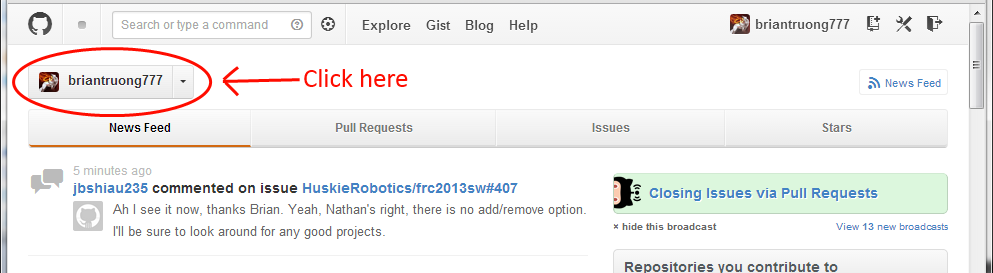 Search or type a command
Explore Gist Blog Help
briantruong777
briantruong777
Click here
News Feed
News Feed Pull Requests Issues Stars
5 minutes ago
jbshiau235 commented on issue HuskieRobotics/frc2013sw#407
Ah I see it now, thanks Brian. Yeah, Nathan's right, there is no add/remove option.
I'll be sure to look around for any good projects.
Closing Issues via Pull Requests
× hide this broadcast View 13 new broadcasts
Repositories you contribute to